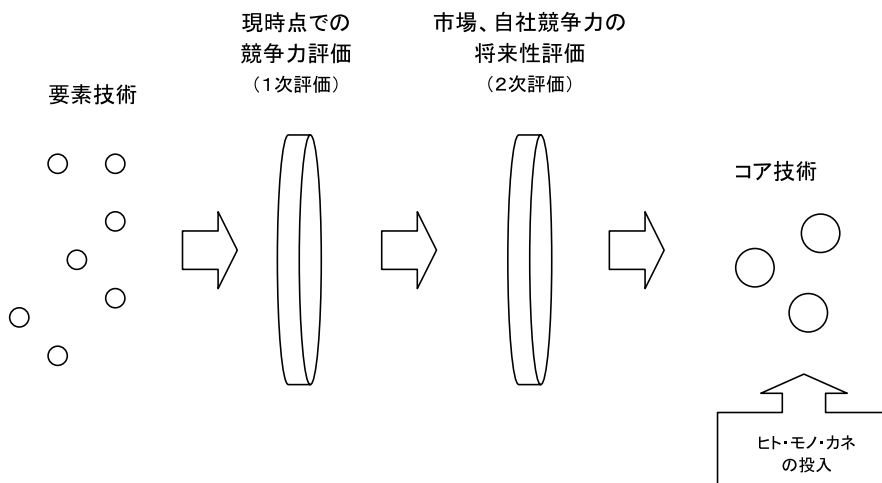 要素技術
現時点での
競争力評価
（１次評価）
市場、自社競争力の
将来性評価
（２次評価）
コア技術
ヒト・モノ・カネ
の投入